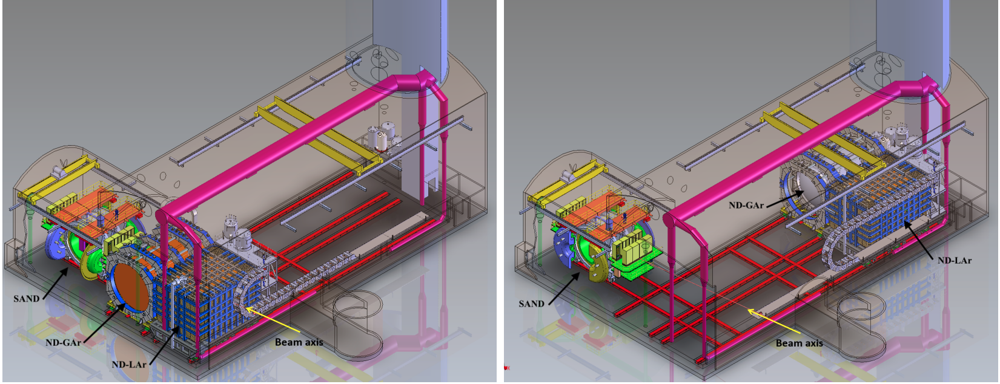 SAND
ND-GAr
ND-LAr
Beam axis
ND-GAr
ND-LAr
SAND
Beam axis